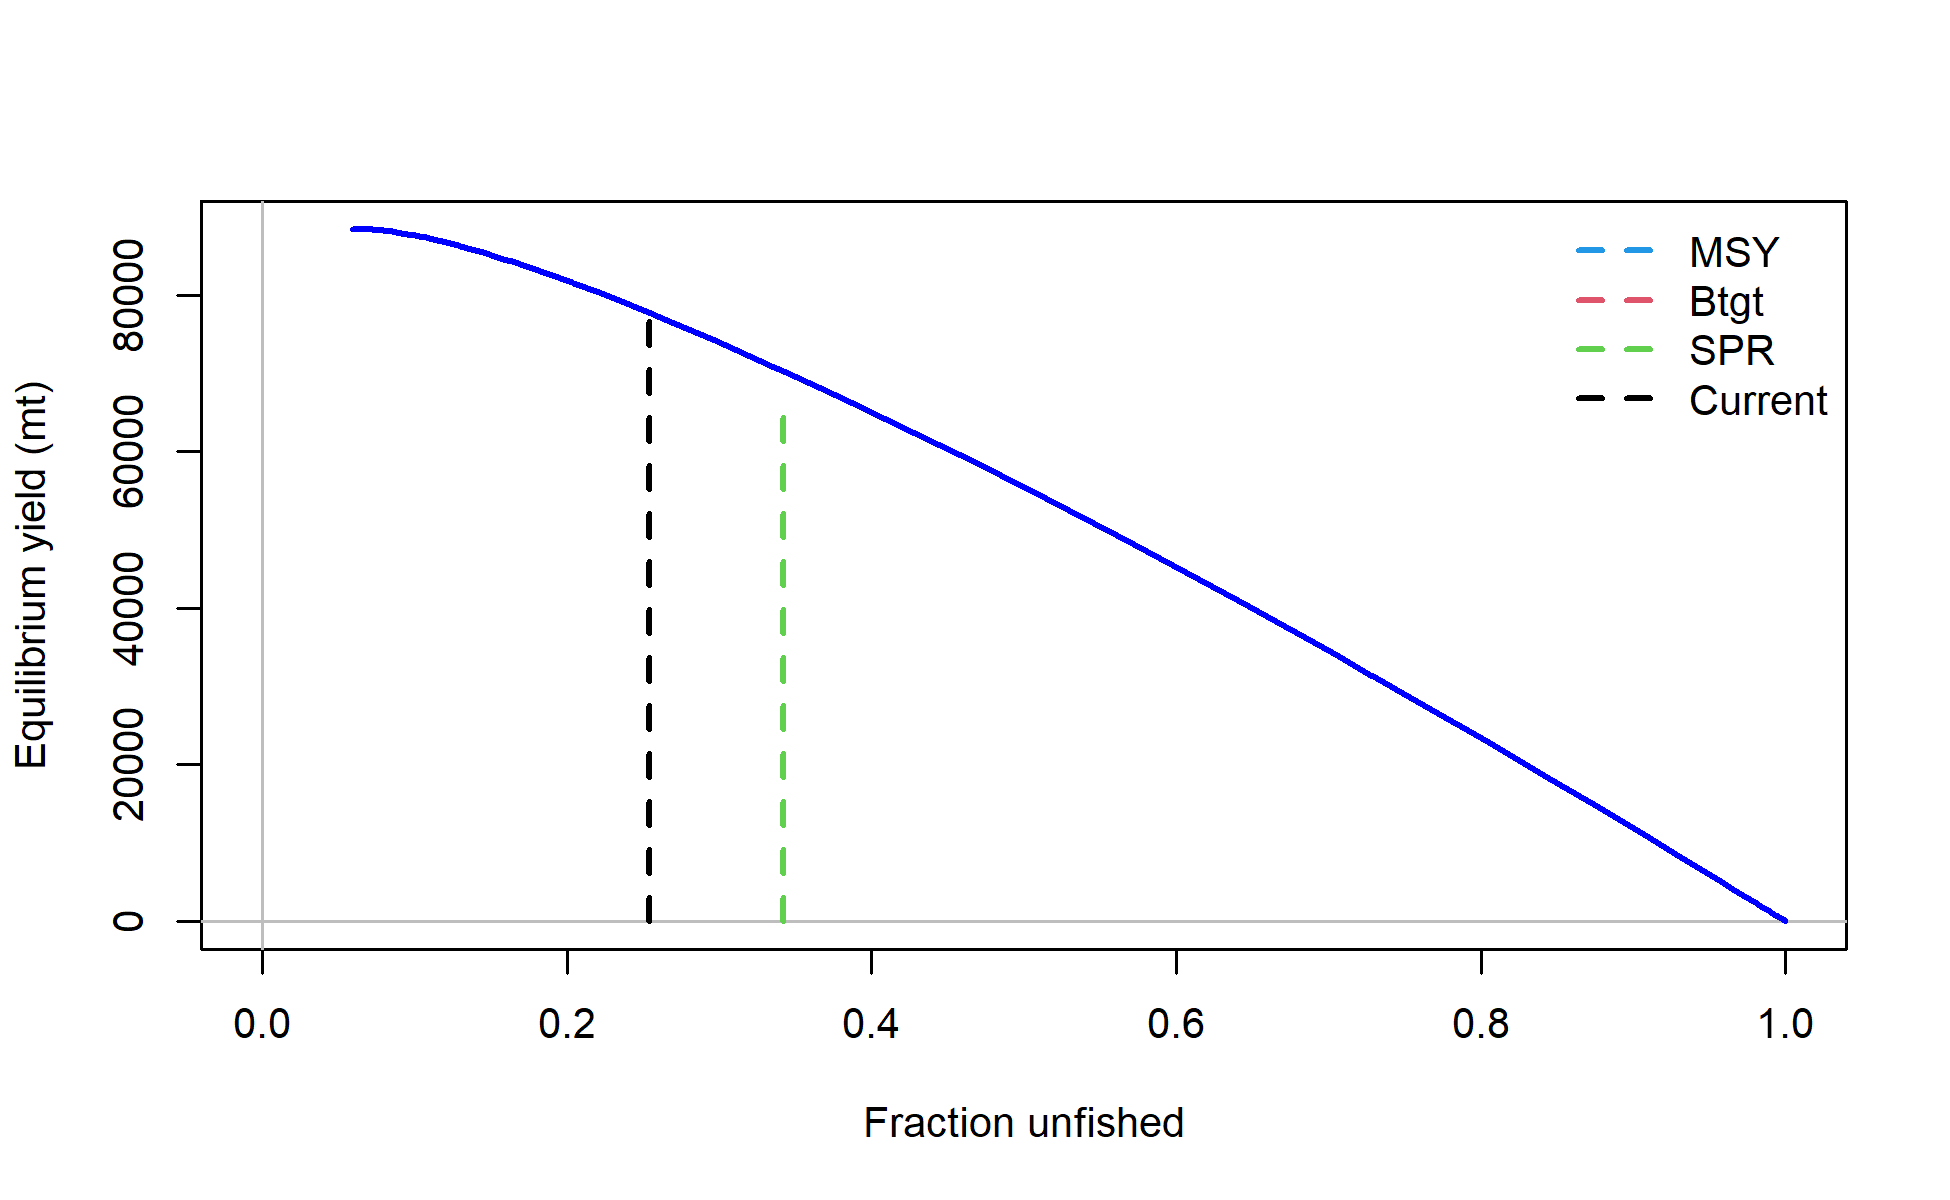 MSY
Btgt
SPR
Current
Equilibrium yield (mt)
80000
60000
40000
20000
0
0.0 0.2 0.4 0.6 0.8 1.0
Fraction unfished